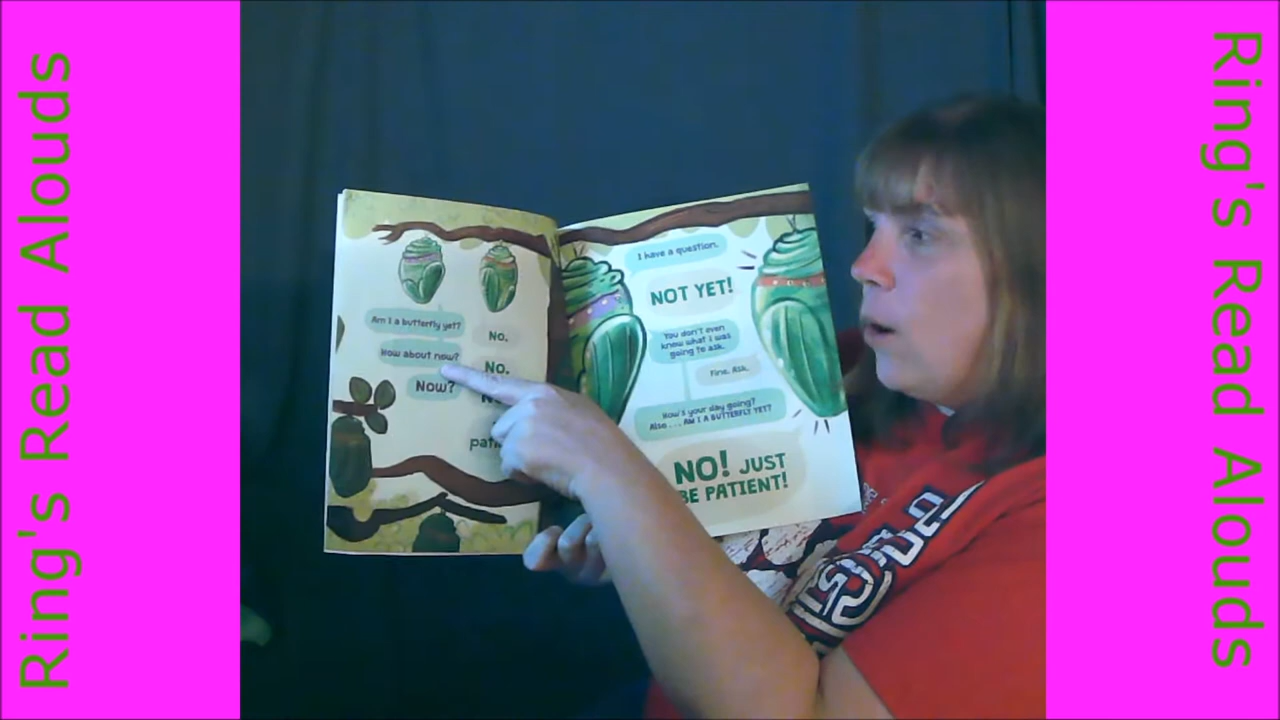 Ring's Read Alouds
Am I a butterfly yet?
No.
How about now?
No.
Now?
I have a question.
NOT YET!
You don't even
know what I was
going to ask.
Fine. Ask.
How's your day going?
Also . . . AM I A BUTTERFLY YET?
NO! JUST
BE PATIENT!
Ring's Read Alouds